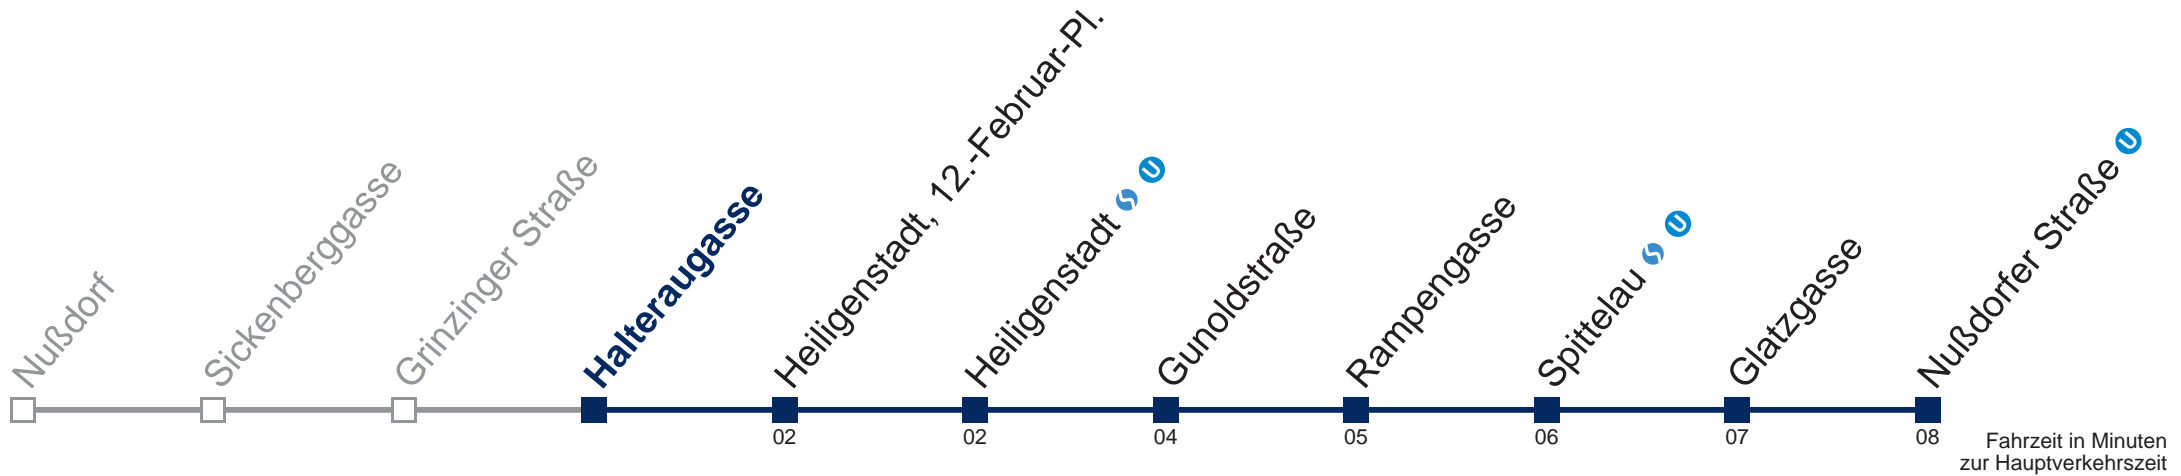 Nußdorf
Sickenberggasse
Grinzinger Straße
Halteraugasse
Heiligenstadt, 12.-Februar-Pl.
Heiligenstadt S U
Gunoldstraße
Rampengasse
Spittelau S U
Glatzgasse
Nußdorfer Straße U
02 02 04 05 06 07 08
Fahrzeit in Minuten
zur Hauptverkehrszeit